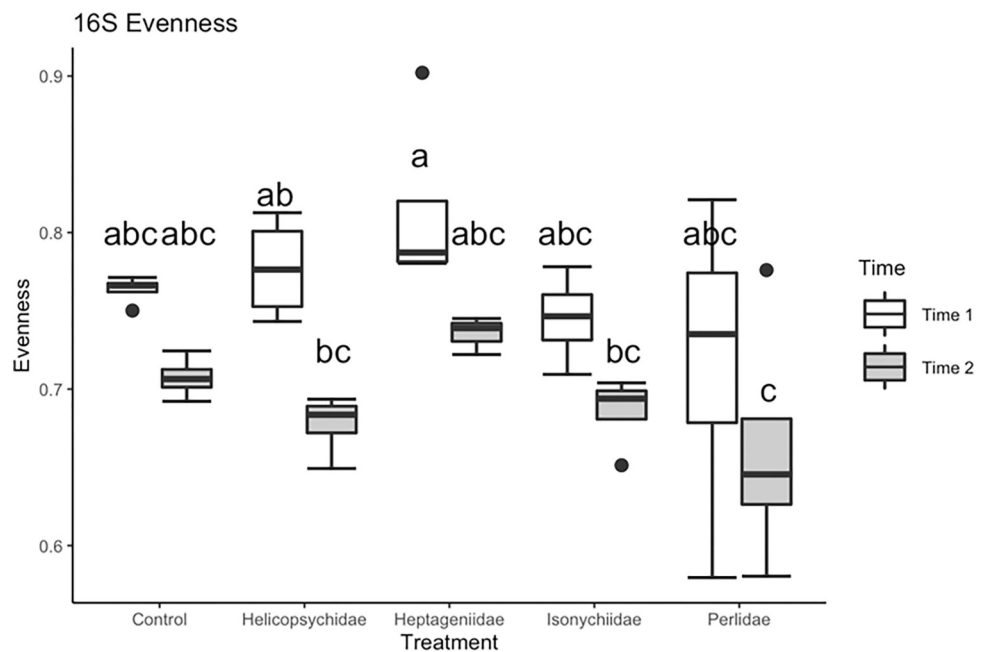 16S Evenness
Evenness
0.9
0.8
0.7
0.6
abc abc
ab
bc
a
abc
abc
bc
abc
c
Control Helicopsychidae Heptageniidae Isonychiidae Perlidae
Treatment
Time
Time 1
Time 2